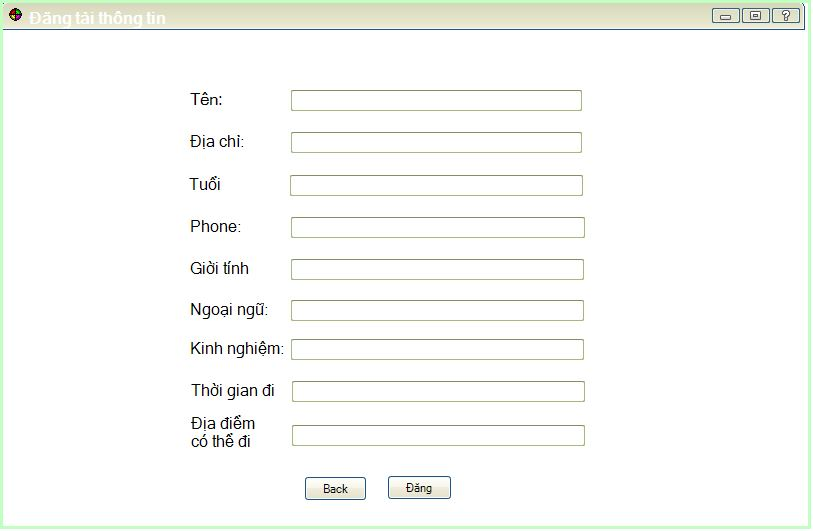 Đăng tải thông tin
Tên:
Địa chỉ:
Tuổi
Phone:
Giới tính
Ngoại ngữ:
Kinh nghiệm:
Thời gian đi
Địa điểm
có thể đi
Back
Đăng